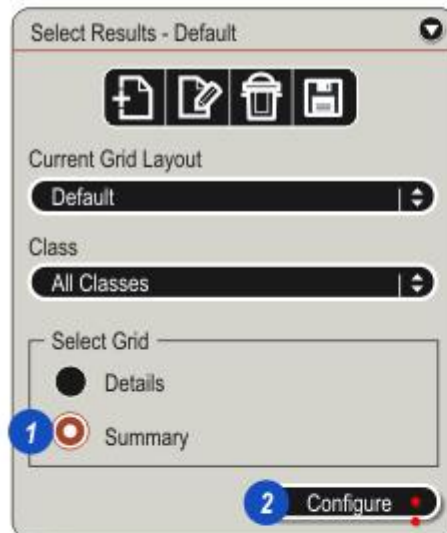 Select Results - Default
Current Grid Layout
Default
Class
All Classes
Select Grid
Details
1 Summary
2 Configure